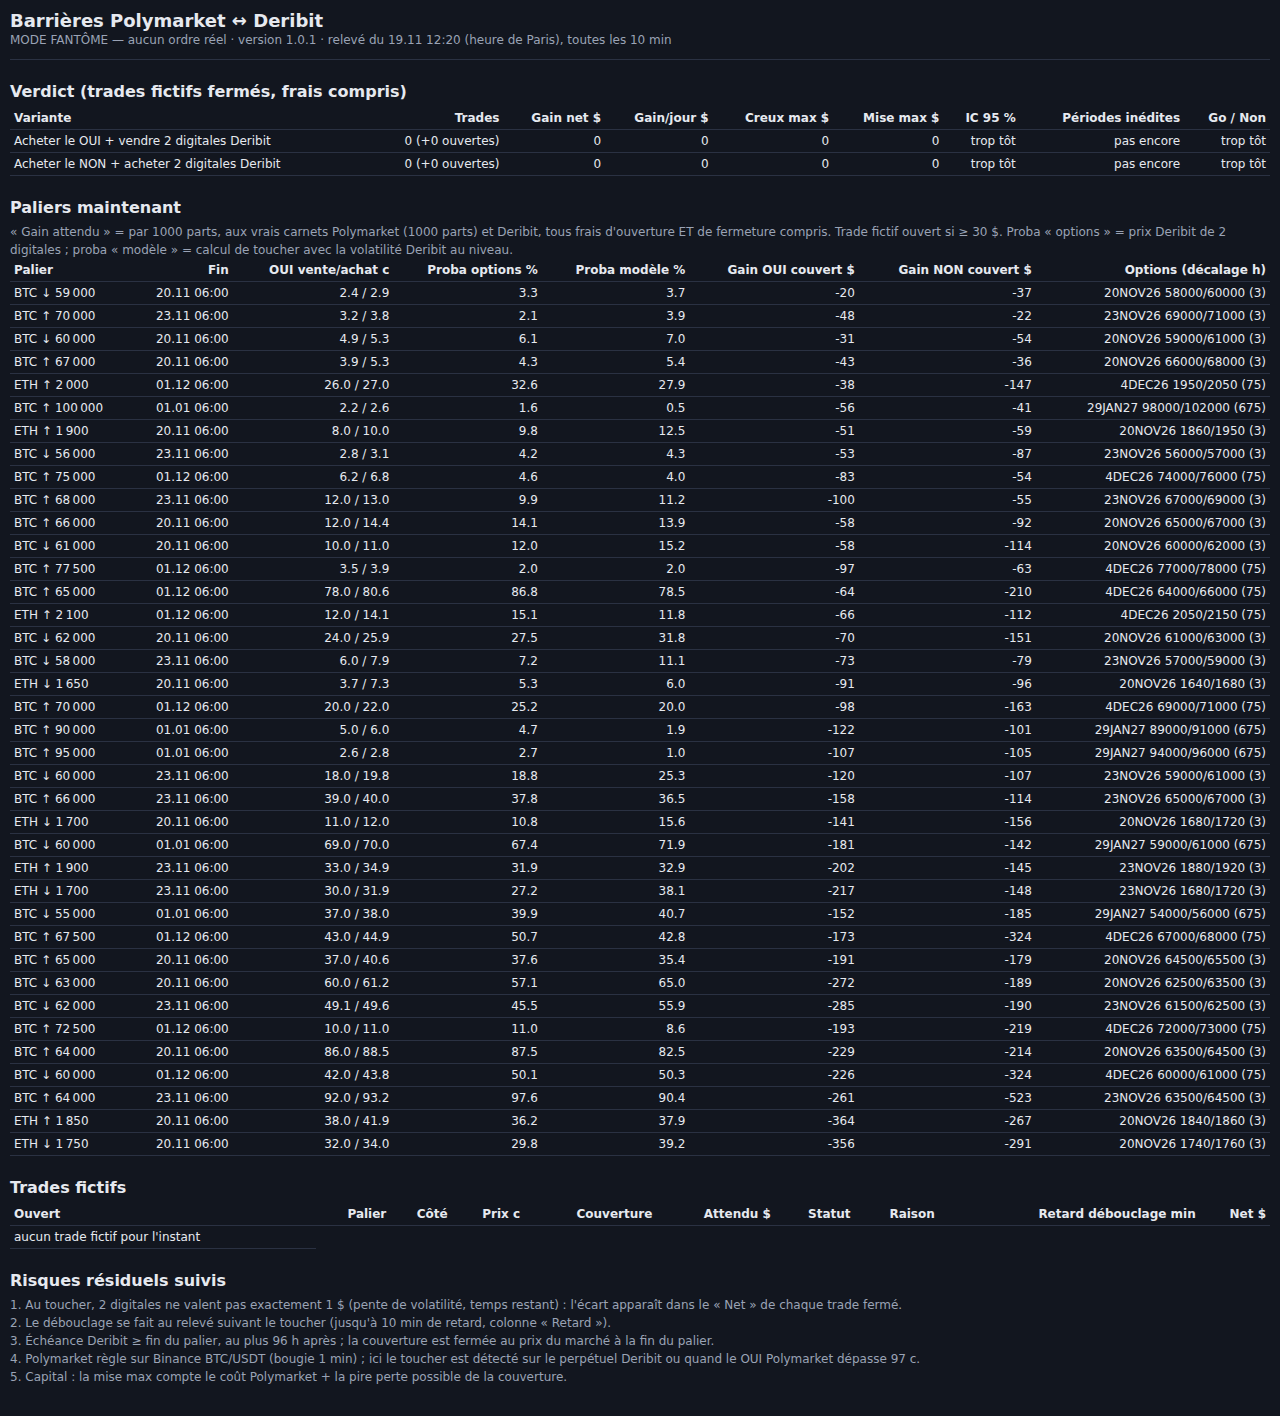 Barrières Polymarket ↔ Deribit
MODE FANTÔME — aucun ordre réel · version 1.0.1 · relevé du 19.11 12:20 (heure de Paris), toutes les 10 min
Verdict (trades fictifs fermés, frais compris)
Variante Trades Gain net $ Gain/jour $ Creux max $ Mise max $ IC 95 % Périodes inédites Go / Non
Acheter le OUI + vendre 2 digitales Deribit 0 (+0 ouvertes) 0 0 0 0 trop tôt pas encore trop tôt
Acheter le NON + acheter 2 digitales Deribit 0 (+0 ouvertes) 0 0 0 0 trop tôt pas encore trop tôt
Paliers maintenant
« Gain attendu » = par 1000 parts, aux vrais carnets Polymarket (1000 parts) et Deribit, tous frais d'ouverture ET de fermeture compris. Trade fictif ouvert si ≥ 30 $. Proba « options » = prix Deribit de 2
digitales ; proba « modèle » = calcul de toucher avec la volatilité Deribit au niveau.
Palier Fin OUI vente/achat c Proba options % Proba modèle % Gain OUI couvert $ Gain NON couvert $ Options (décalage h)
BTC ↓ 59 000 20.11 06:00 2.4 / 2.9 3.3 3.7 -20 -37 20NOV26 58000/60000 (3)
BTC ↑ 70 000 23.11 06:00 3.2 / 3.8 2.1 3.9 -48 -22 23NOV26 69000/71000 (3)
BTC ↓ 60 000 20.11 06:00 4.9 / 5.3 6.1 7.0 -31 -54 20NOV26 59000/61000 (3)
BTC ↑ 67 000 20.11 06:00 3.9 / 5.3 4.3 5.4 -43 -36 20NOV26 66000/68000 (3)
ETH ↑ 2 000 01.12 06:00 26.0 / 27.0 32.6 27.9 -38 -147 4DEC26 1950/2050 (75)
BTC ↑ 100 000 01.01 06:00 2.2 / 2.6 1.6 0.5 -56 -41 29JAN27 98000/102000 (675)
ETH ↑ 1 900 20.11 06:00 8.0 / 10.0 9.8 12.5 -51 -59 20NOV26 1860/1950 (3)
BTC ↓ 56 000 23.11 06:00 2.8 / 3.1 4.2 4.3 -53 -87 23NOV26 56000/57000 (3)
BTC ↑ 75 000 01.12 06:00 6.2 / 6.8 4.6 4.0 -83 -54 4DEC26 74000/76000 (75)
BTC ↑ 68 000 23.11 06:00 12.0 / 13.0 9.9 11.2 -100 -55 23NOV26 67000/69000 (3)
BTC ↑ 66 000 20.11 06:00 12.0 / 14.4 14.1 13.9 -58 -92 20NOV26 65000/67000 (3)
BTC ↓ 61 000 20.11 06:00 10.0 / 11.0 12.0 15.2 -58 -114 20NOV26 60000/62000 (3)
BTC ↑ 77 500 01.12 06:00 3.5 / 3.9 2.0 2.0 -97 -63 4DEC26 77000/78000 (75)
BTC ↑ 65 000 01.12 06:00 78.0 / 80.6 86.8 78.5 -64 -210 4DEC26 64000/66000 (75)
ETH ↑ 2 100 01.12 06:00 12.0 / 14.1 15.1 11.8 -66 -112 4DEC26 2050/2150 (75)
BTC ↓ 62 000 20.11 06:00 24.0 / 25.9 27.5 31.8 -70 -151 20NOV26 61000/63000 (3)
BTC ↓ 58 000 23.11 06:00 6.0 / 7.9 7.2 11.1 -73 -79 23NOV26 57000/59000 (3)
ETH ↓ 1 650 20.11 06:00 3.7 / 7.3 5.3 6.0 -91 -96 20NOV26 1640/1680 (3)
BTC ↑ 70 000 01.12 06:00 20.0 / 22.0 25.2 20.0 -98 -163 4DEC26 69000/71000 (75)
BTC ↑ 90 000 01.01 06:00 5.0 / 6.0 4.7 1.9 -122 -101 29JAN27 89000/91000 (675)
BTC ↑ 95 000 01.01 06:00 2.6 / 2.8 2.7 1.0 -107 -105 29JAN27 94000/96000 (675)
BTC ↓ 60 000 23.11 06:00 18.0 / 19.8 18.8 25.3 -120 -107 23NOV26 59000/61000 (3)
BTC ↑ 66 000 23.11 06:00 39.0 / 40.0 37.8 36.5 -158 -114 23NOV26 65000/67000 (3)
ETH ↓ 1 700 20.11 06:00 11.0 / 12.0 10.8 15.6 -141 -156 20NOV26 1680/1720 (3)
BTC ↓ 60 000 01.01 06:00 69.0 / 70.0 67.4 71.9 -181 -142 29JAN27 59000/61000 (675)
ETH ↑ 1 900 23.11 06:00 33.0 / 34.9 31.9 32.9 -202 -145 23NOV26 1880/1920 (3)
ETH ↓ 1 700 23.11 06:00 30.0 / 31.9 27.2 38.1 -217 -148 23NOV26 1680/1720 (3)
BTC ↓ 55 000 01.01 06:00 37.0 / 38.0 39.9 40.7 -152 -185 29JAN27 54000/56000 (675)
BTC ↑ 67 500 01.12 06:00 43.0 / 44.9 50.7 42.8 -173 -324 4DEC26 67000/68000 (75)
BTC ↑ 65 000 20.11 06:00 37.0 / 40.6 37.6 35.4 -191 -179 20NOV26 64500/65500 (3)
BTC ↓ 63 000 20.11 06:00 60.0 / 61.2 57.1 65.0 -272 -189 20NOV26 62500/63500 (3)
BTC ↓ 62 000 23.11 06:00 49.1 / 49.6 45.5 55.9 -285 -190 23NOV26 61500/62500 (3)
BTC ↑ 72 500 01.12 06:00 10.0 / 11.0 11.0 8.6 -193 -219 4DEC26 72000/73000 (75)
BTC ↑ 64 000 20.11 06:00 86.0 / 88.5 87.5 82.5 -229 -214 20NOV26 63500/64500 (3)
BTC ↓ 60 000 01.12 06:00 42.0 / 43.8 50.1 50.3 -226 -324 4DEC26 60000/61000 (75)
BTC ↑ 64 000 23.11 06:00 92.0 / 93.2 97.6 90.4 -261 -523 23NOV26 63500/64500 (3)
ETH ↑ 1 850 20.11 06:00 38.0 / 41.9 36.2 37.9 -364 -267 20NOV26 1840/1860 (3)
ETH ↓ 1 750 20.11 06:00 32.0 / 34.0 29.8 39.2 -356 -291 20NOV26 1740/1760 (3)
Trades fictifs
Ouvert Palier Côté Prix c Couverture Attendu $ Statut Raison Retard débouclage min Net $
aucun trade fictif pour l'instant
Risques résiduels suivis
1. Au toucher, 2 digitales ne valent pas exactement 1 $ (pente de volatilité, temps restant) : l'écart apparaît dans le « Net » de chaque trade fermé.
2. Le débouclage se fait au relevé suivant le toucher (jusqu'à 10 min de retard, colonne « Retard »).
3. Échéance Deribit ≥ fin du palier, au plus 96 h après ; la couverture est fermée au prix du marché à la fin du palier.
4. Polymarket règle sur Binance BTC/USDT (bougie 1 min) ; ici le toucher est détecté sur le perpétuel Deribit ou quand le OUI Polymarket dépasse 97 c.
5. Capital : la mise max compte le coût Polymarket + la pire perte possible de la couverture.